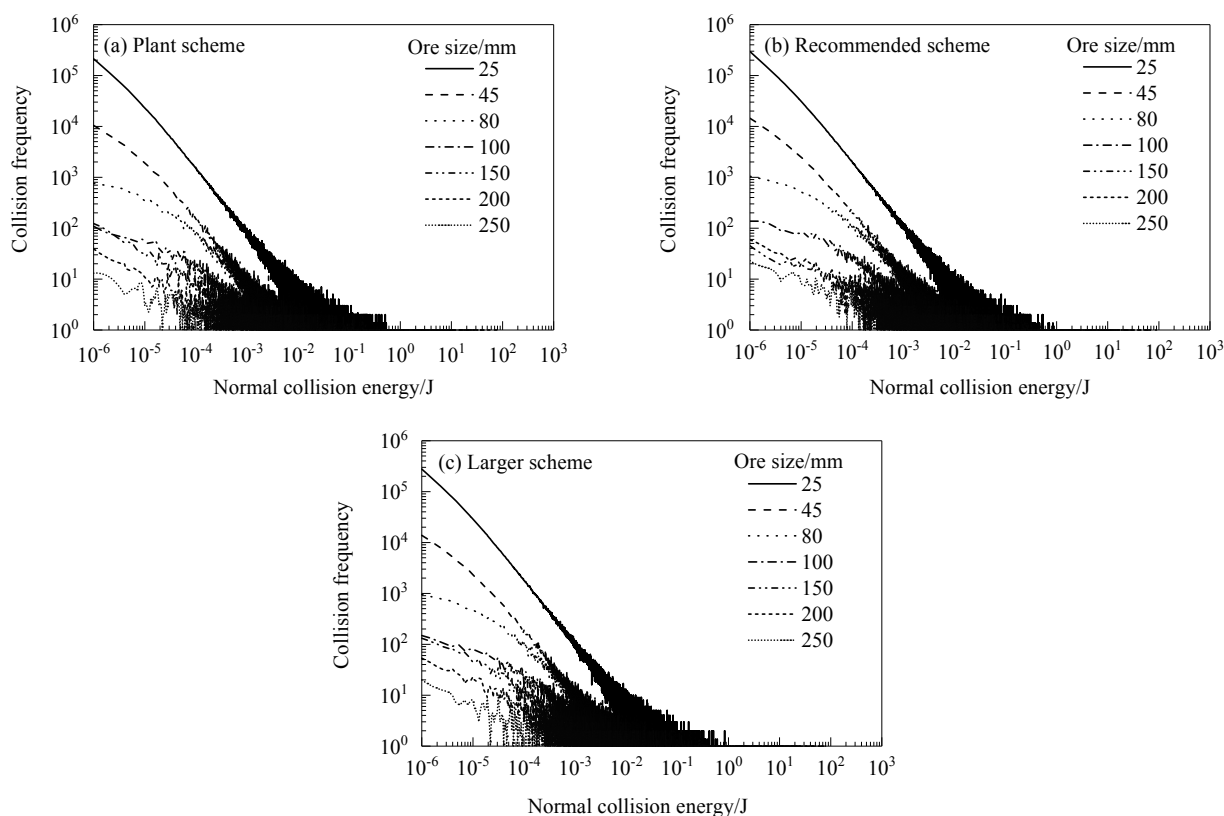 (a) Plant scheme
Ore size/mm
25
45
80
100
150
200
250
10^6
10^5
10^4
10^3
10^2
10^1
10^0
Collision frequency
10^-6 10^-5 10^-4 10^-3 10^-2 10^-1 10^0 10^1 10^2 10^3
Normal collision energy/J
(b) Recommended scheme
Ore size/mm
25
45
80
100
150
200
250
10^6
10^5
10^4
10^3
10^2
10^1
10^0
Collision frequency
10^-6 10^-5 10^-4 10^-3 10^-2 10^-1 10^0 10^1 10^2 10^3
Normal collision energy/J
(c) Larger scheme
Ore size/mm
25
45
80
100
150
200
250
10^6
10^5
10^4
10^3
10^2
10^1
10^0
Collision frequency
10^-6 10^-5 10^-4 10^-3 10^-2 10^-1 10^0 10^1 10^2 10^3
Normal collision energy/J